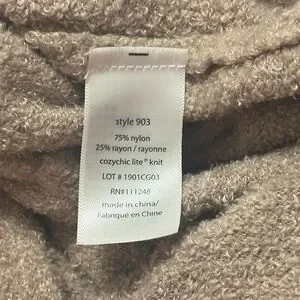 style 903
75% nylon
25% rayon / rayonne
cozychic lite® knit
LOT # 1901CG03
RN#111248
made in china/
Fabriqué en Chine